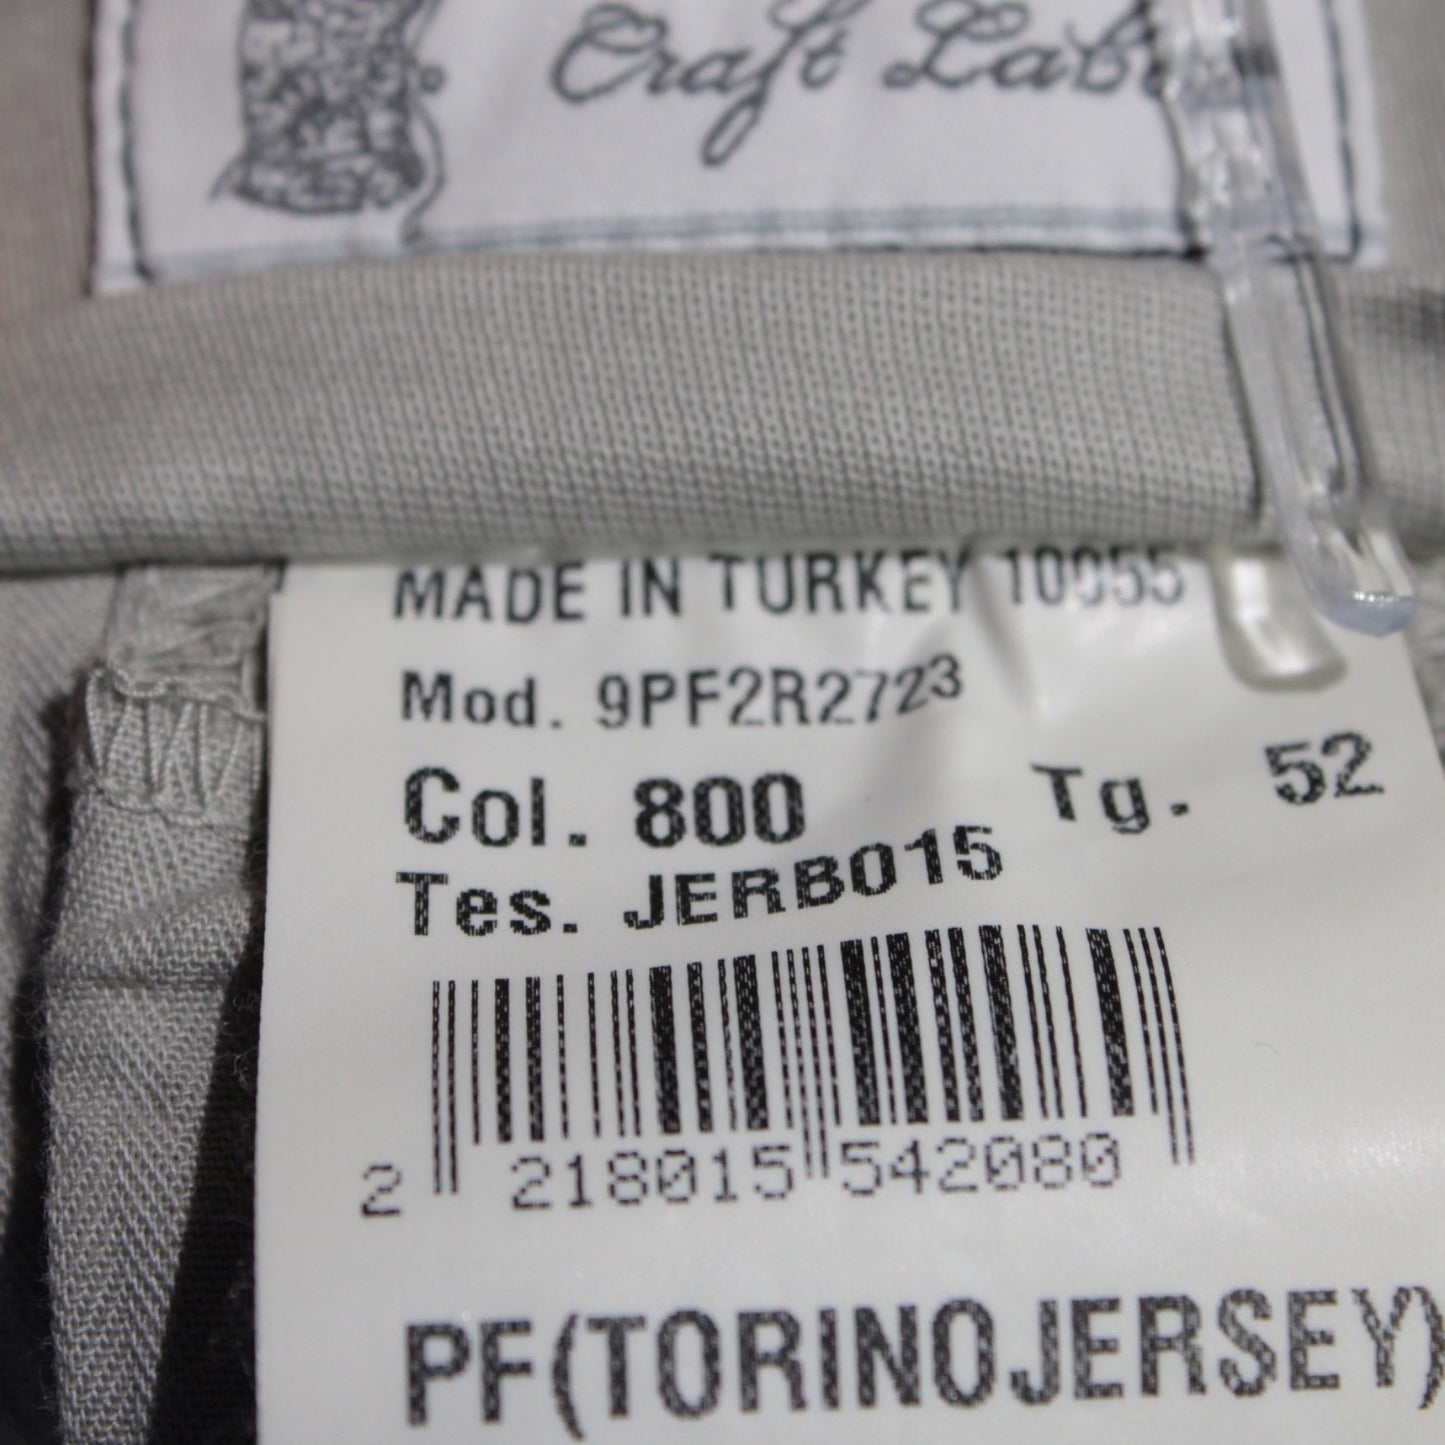 Craft Lab
MADE IN TURKEY 10055
Mod. 9PF2R2723
Col. 800 Tg. 52
Tes. JERB015
2 218015 542080
PF(TORINOJERSEY)